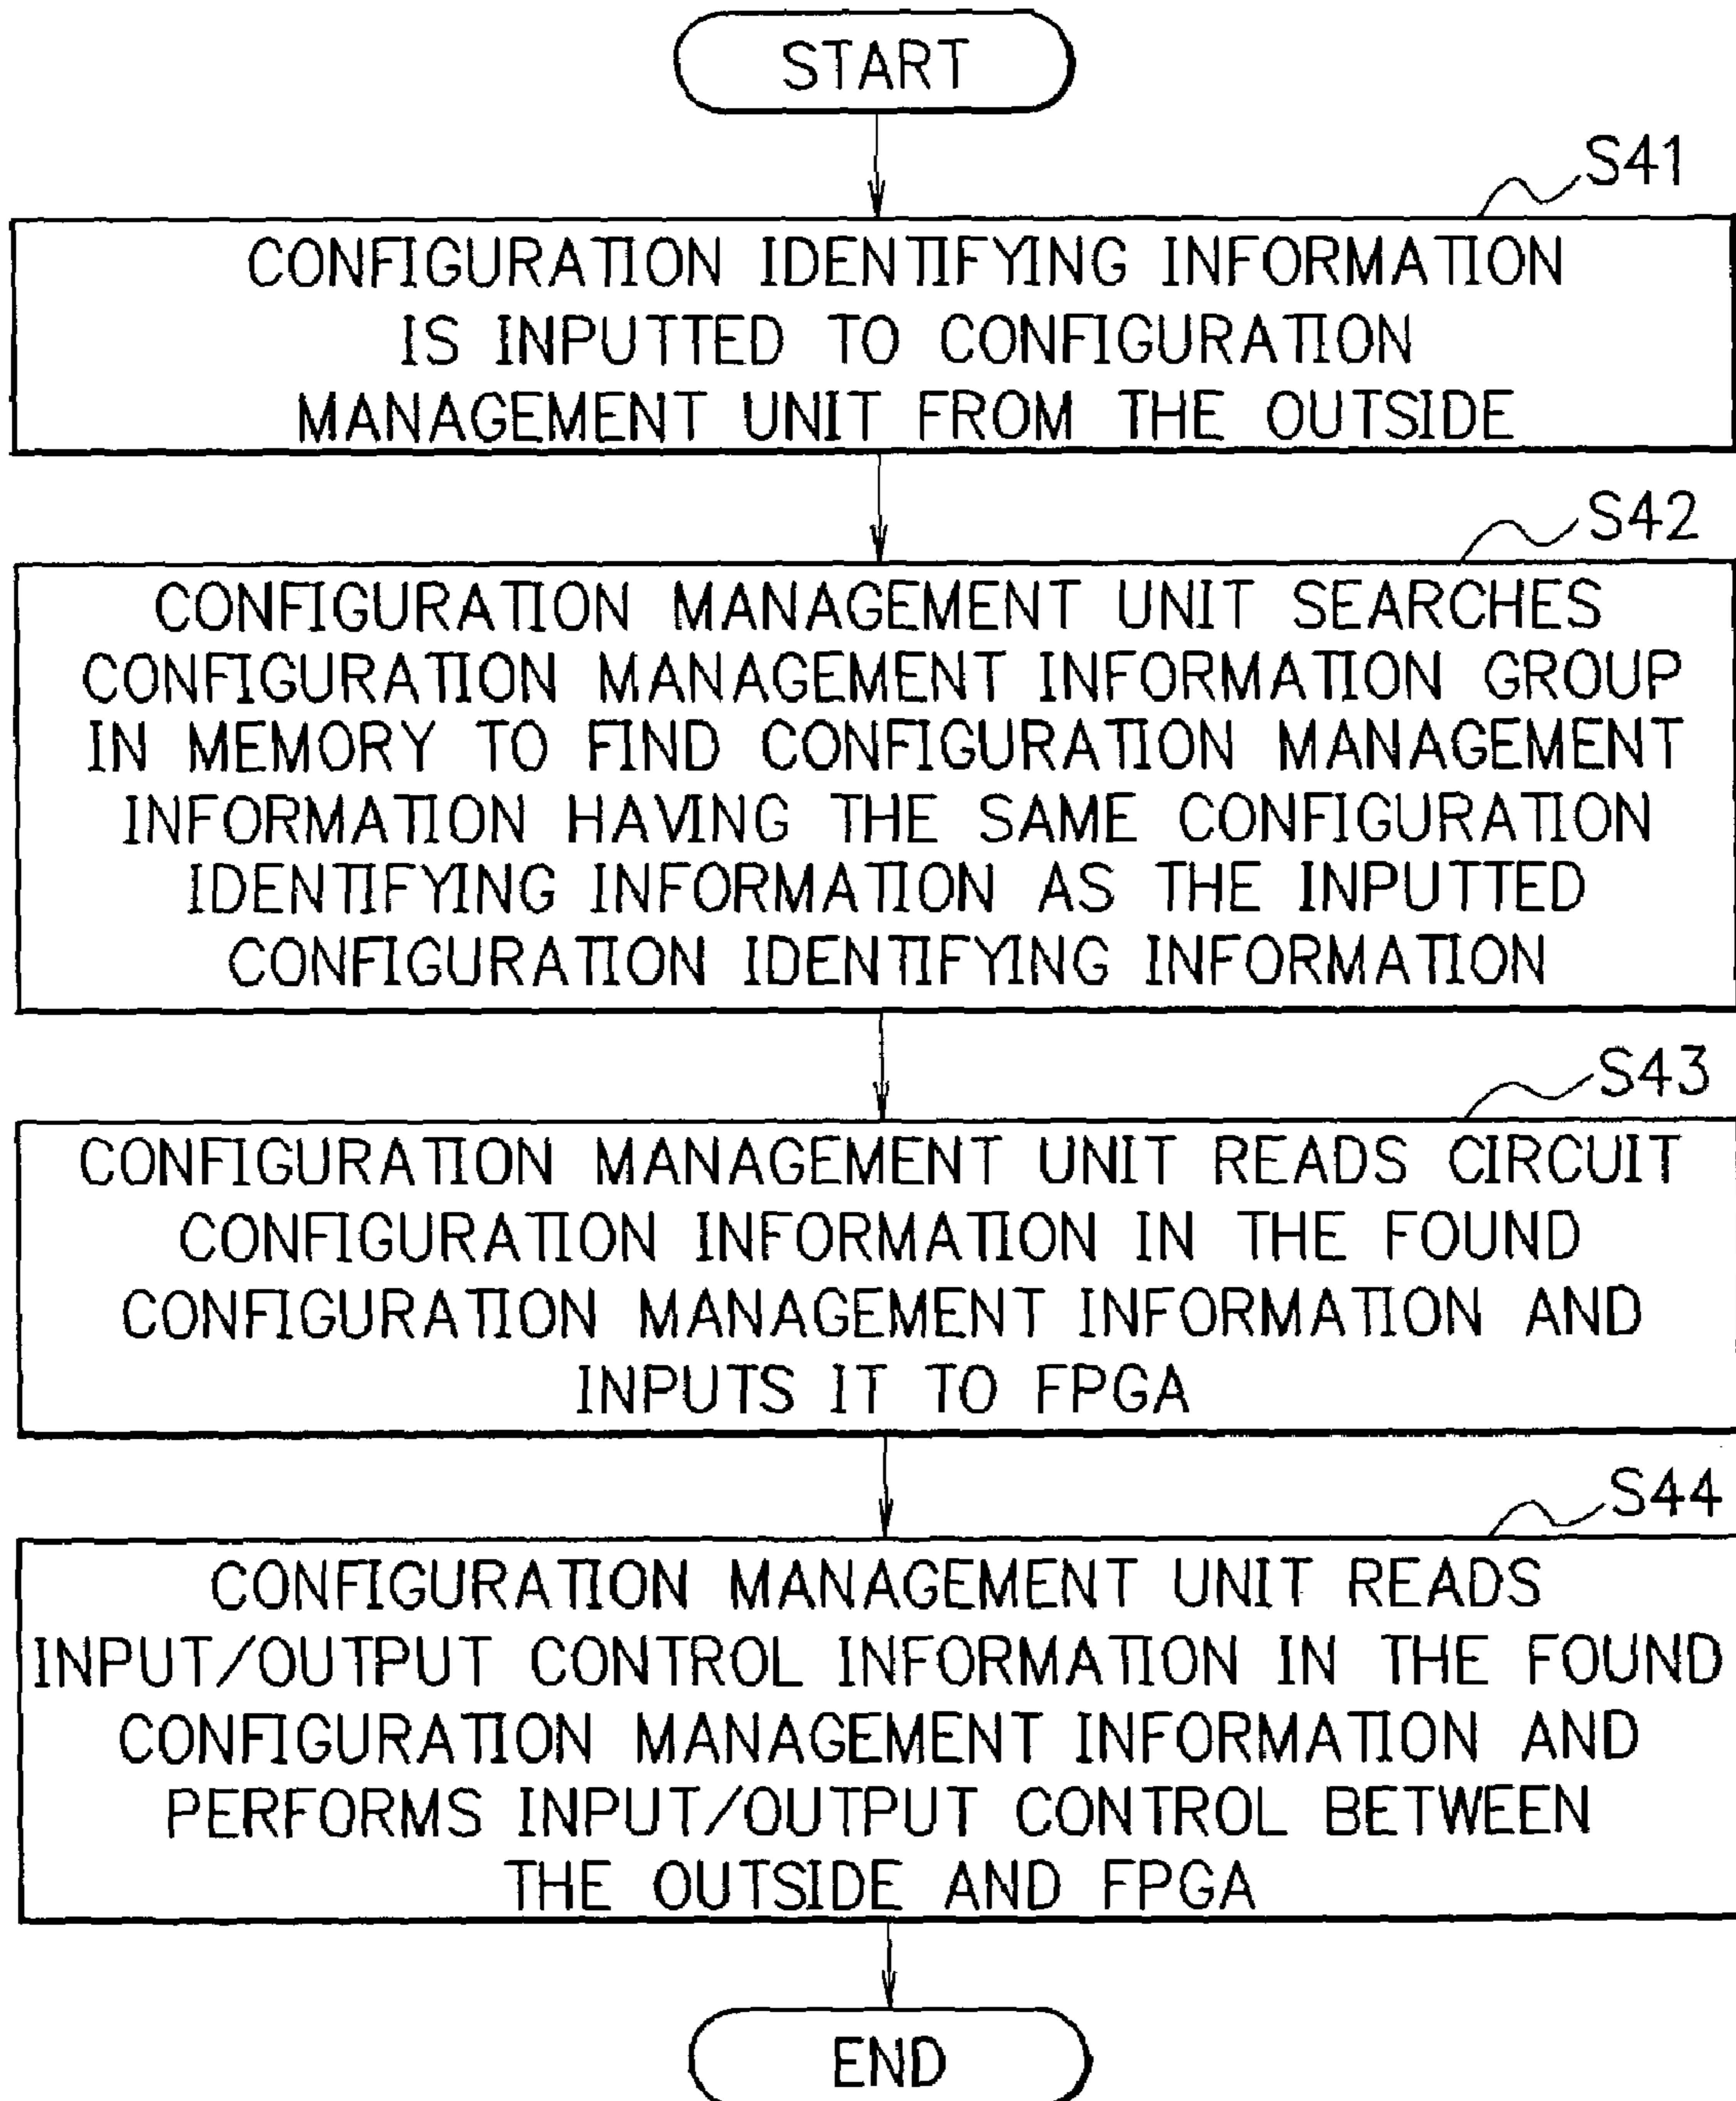 START
S41
CONFIGURATION IDENTIFYING INFORMATION
IS INPUTTED TO CONFIGURATION
MANAGEMENT UNIT FROM THE OUTSIDE
S42
CONFIGURATION MANAGEMENT UNIT SEARCHES
CONFIGURATION MANAGEMENT INFORMATION GROUP
IN MEMORY TO FIND CONFIGURATION MANAGEMENT
INFORMATION HAVING THE SAME CONFIGURATION
IDENTIFYING INFORMATION AS THE INPUTTED
CONFIGURATION IDENTIFYING INFORMATION
S43
CONFIGURATION MANAGEMENT UNIT READS CIRCUIT
CONFIGURATION INFORMATION IN THE FOUND
CONFIGURATION MANAGEMENT INFORMATION AND
INPUTS IT TO FPGA
S44
CONFIGURATION MANAGEMENT UNIT READS
INPUT/OUTPUT CONTROL INFORMATION IN THE FOUND
CONFIGURATION MANAGEMENT INFORMATION AND
PERFORMS INPUT/OUTPUT CONTROL BETWEEN
THE OUTSIDE AND FPGA
END